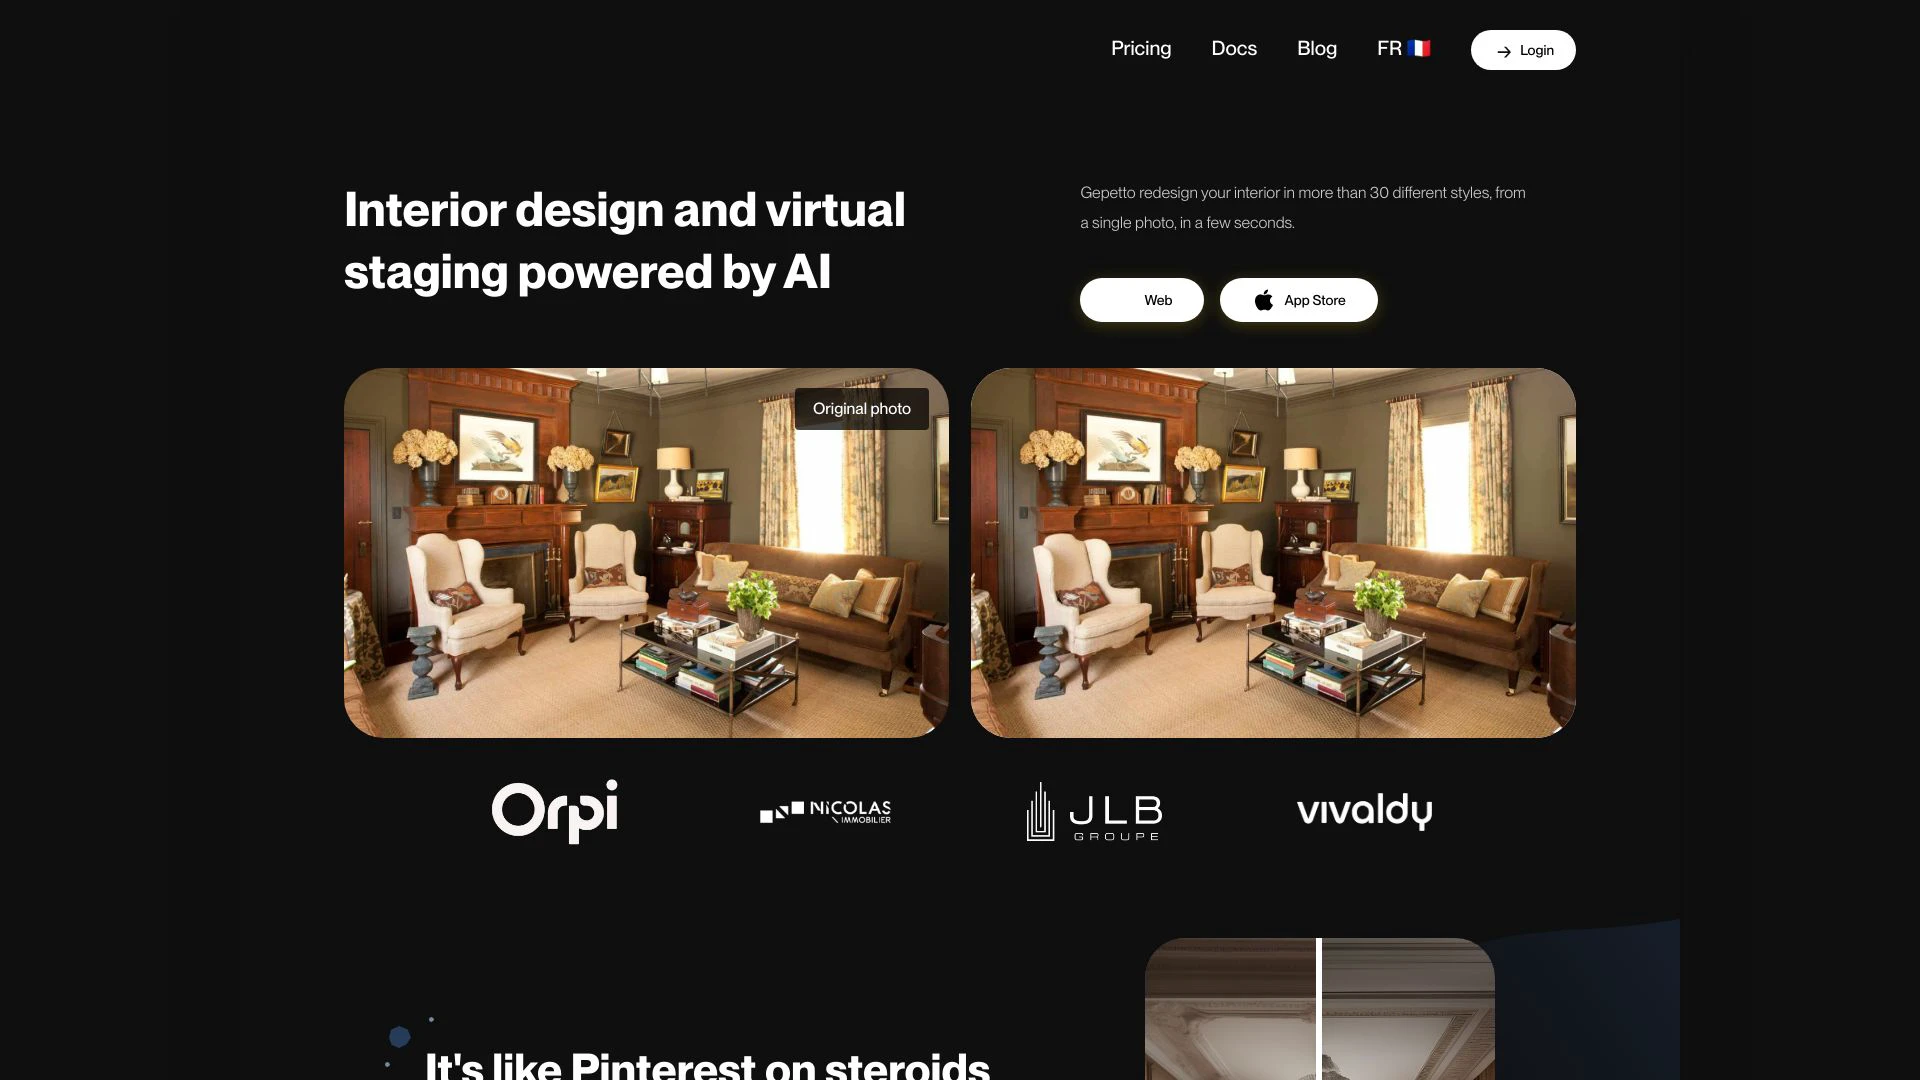 Pricing
Docs
Blog
FR 🇫🇷
→ Login
Interior design and virtual
staging powered by AI
Gepetto redesign your interior in more than 30 different styles, from
a single photo, in a few seconds.
Web
App Store
Original photo
Orpi
NICOLAS
IMMOBILIER
JLB
GROUPE
vivaldy
It's like Pinterest on steroids